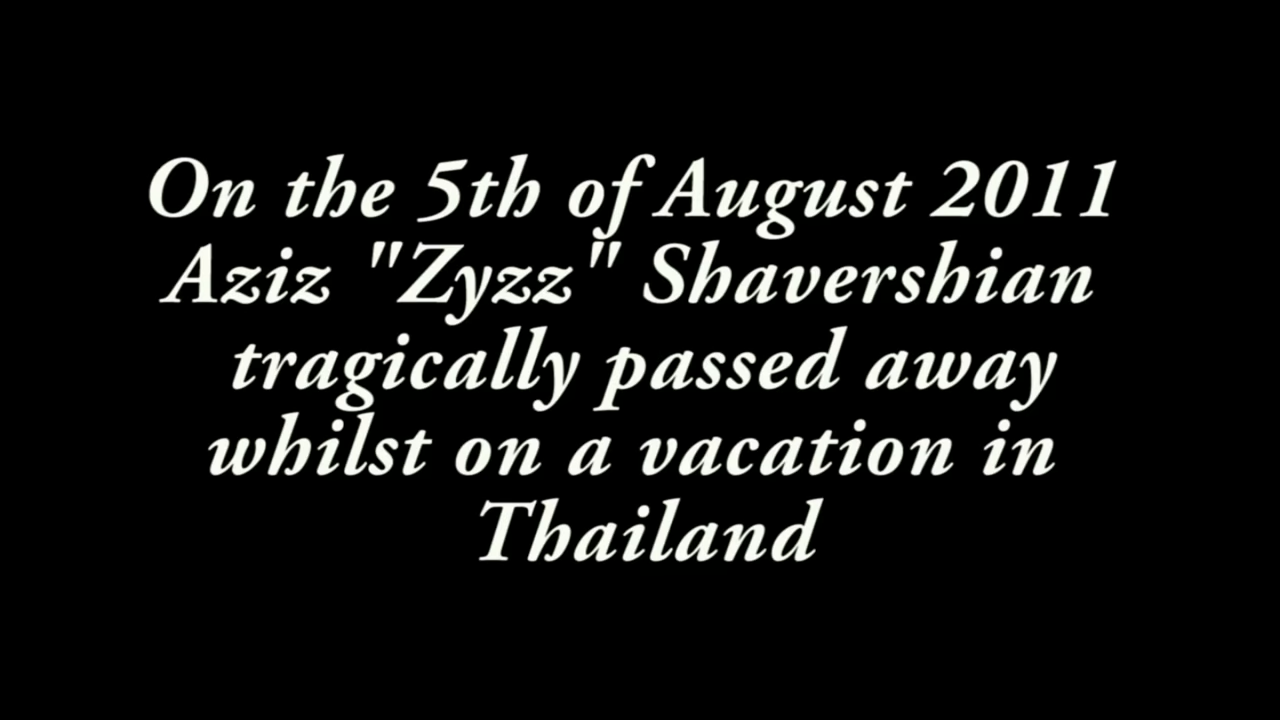 On the 5th of August 2011
Aziz "Zyzz" Shavershian
tragically passed away
whilst on a vacation in
Thailand